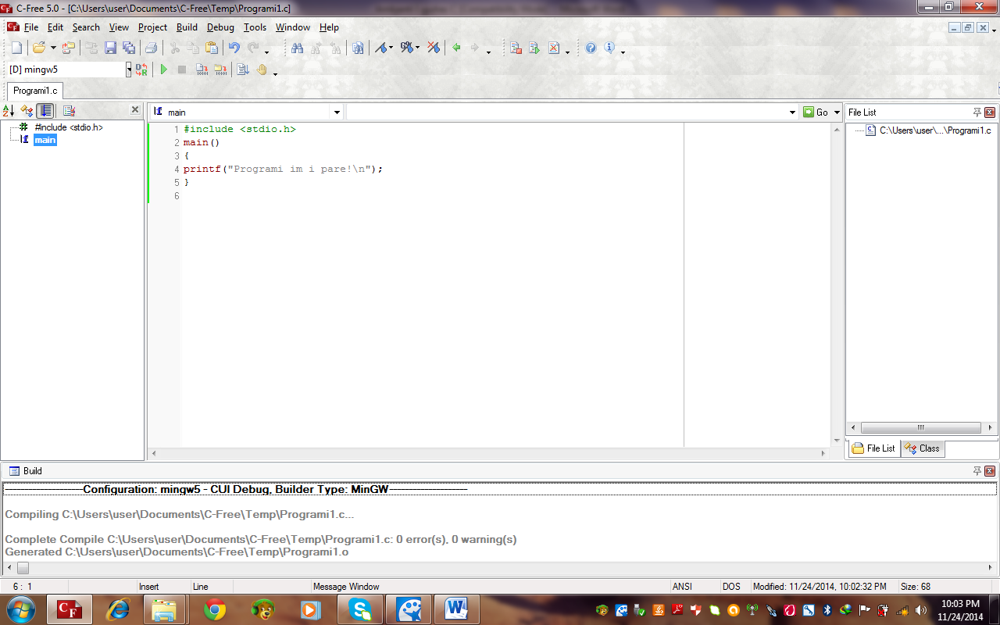 C-Free 5.0 - [C:\Users\user\Documents\C-Free\Temp\Programi1.c]
File Edit Search View Project Build Debug Tools Window Help
[D] mingw5
Programi1.c
main
Go
File List
#include <stdio.h>
main
C:\Users\user\...\Programi1.c
1 #include <stdio.h>
2 main()
3 {
4 printf("Programi im i pare!\n");
5 }
6
File List Class
Build
Configuration: mingw5 - CUI Debug, Builder Type: MinGW
Compiling C:\Users\user\Documents\C-Free\Temp\Programi1.c...
Complete Compile C:\Users\user\Documents\C-Free\Temp\Programi1.c: 0 error(s), 0 warning(s)
Generated C:\Users\user\Documents\C-Free\Temp\Programi1.o
6 : 1 Insert Line Message Window ANSI DOS Modified: 11/24/2014, 10:02:32 PM Size: 68
10:03 PM
11/24/2014